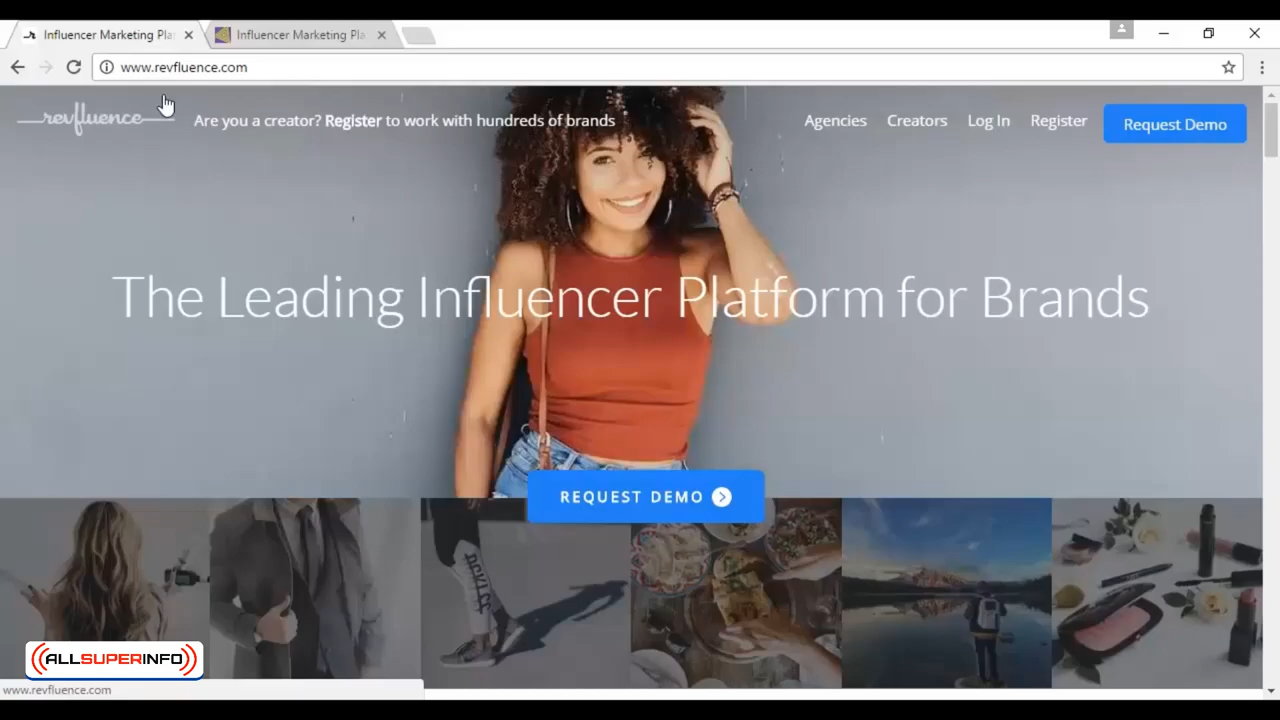 Influencer Marketing Pla
Influencer Marketing Pla
www.revfluence.com
revfluence
Are you a creator? Register to work with hundreds of brands
Agencies
Creators
Log In
Register
Request Demo
The Leading Influencer Platform for Brands
REQUEST DEMO
ALLSUPERINFO
www.revfluence.com